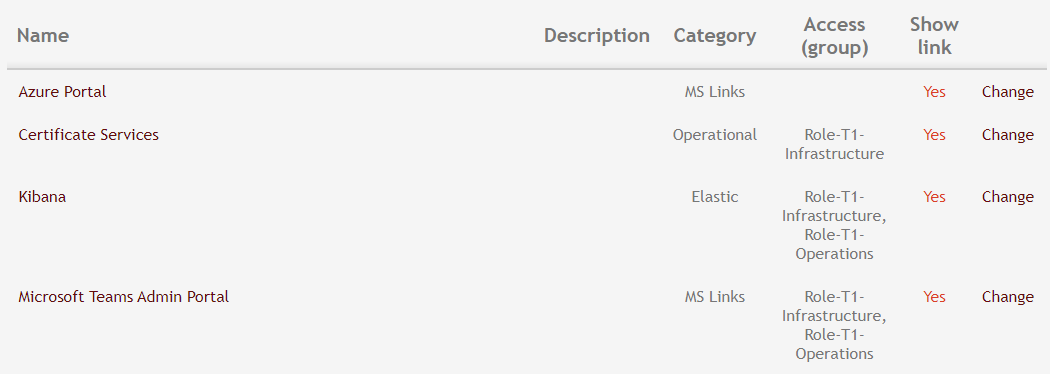 Name Description Category Access (group) Show link
Azure Portal MS Links Yes Change
Certificate Services Operational Role-T1-
Infrastructure Yes Change
Kibana Elastic Role-T1-
Infrastructure,
Role-T1-
Operations Yes Change
Microsoft Teams Admin Portal MS Links Role-T1-
Infrastructure,
Role-T1-
Operations Yes Change